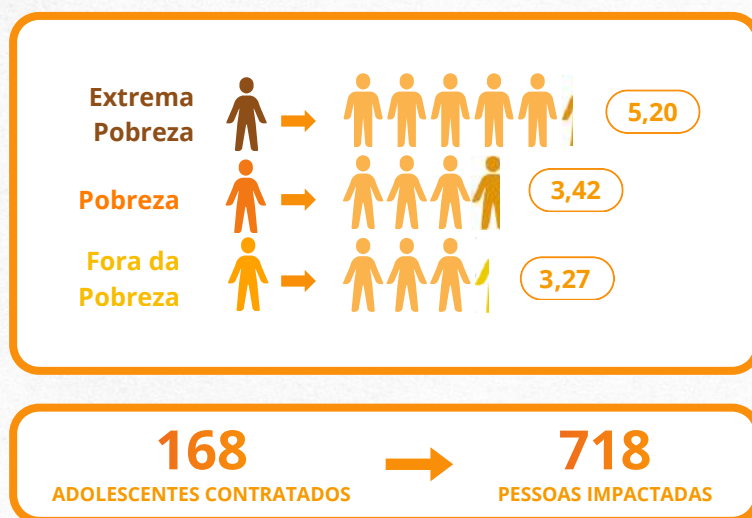 Extrema
Pobreza
5,20
Pobreza
3,42
Fora da
Pobreza
3,27
168
ADOLESCENTES CONTRATADOS
718
PESSOAS IMPACTADAS